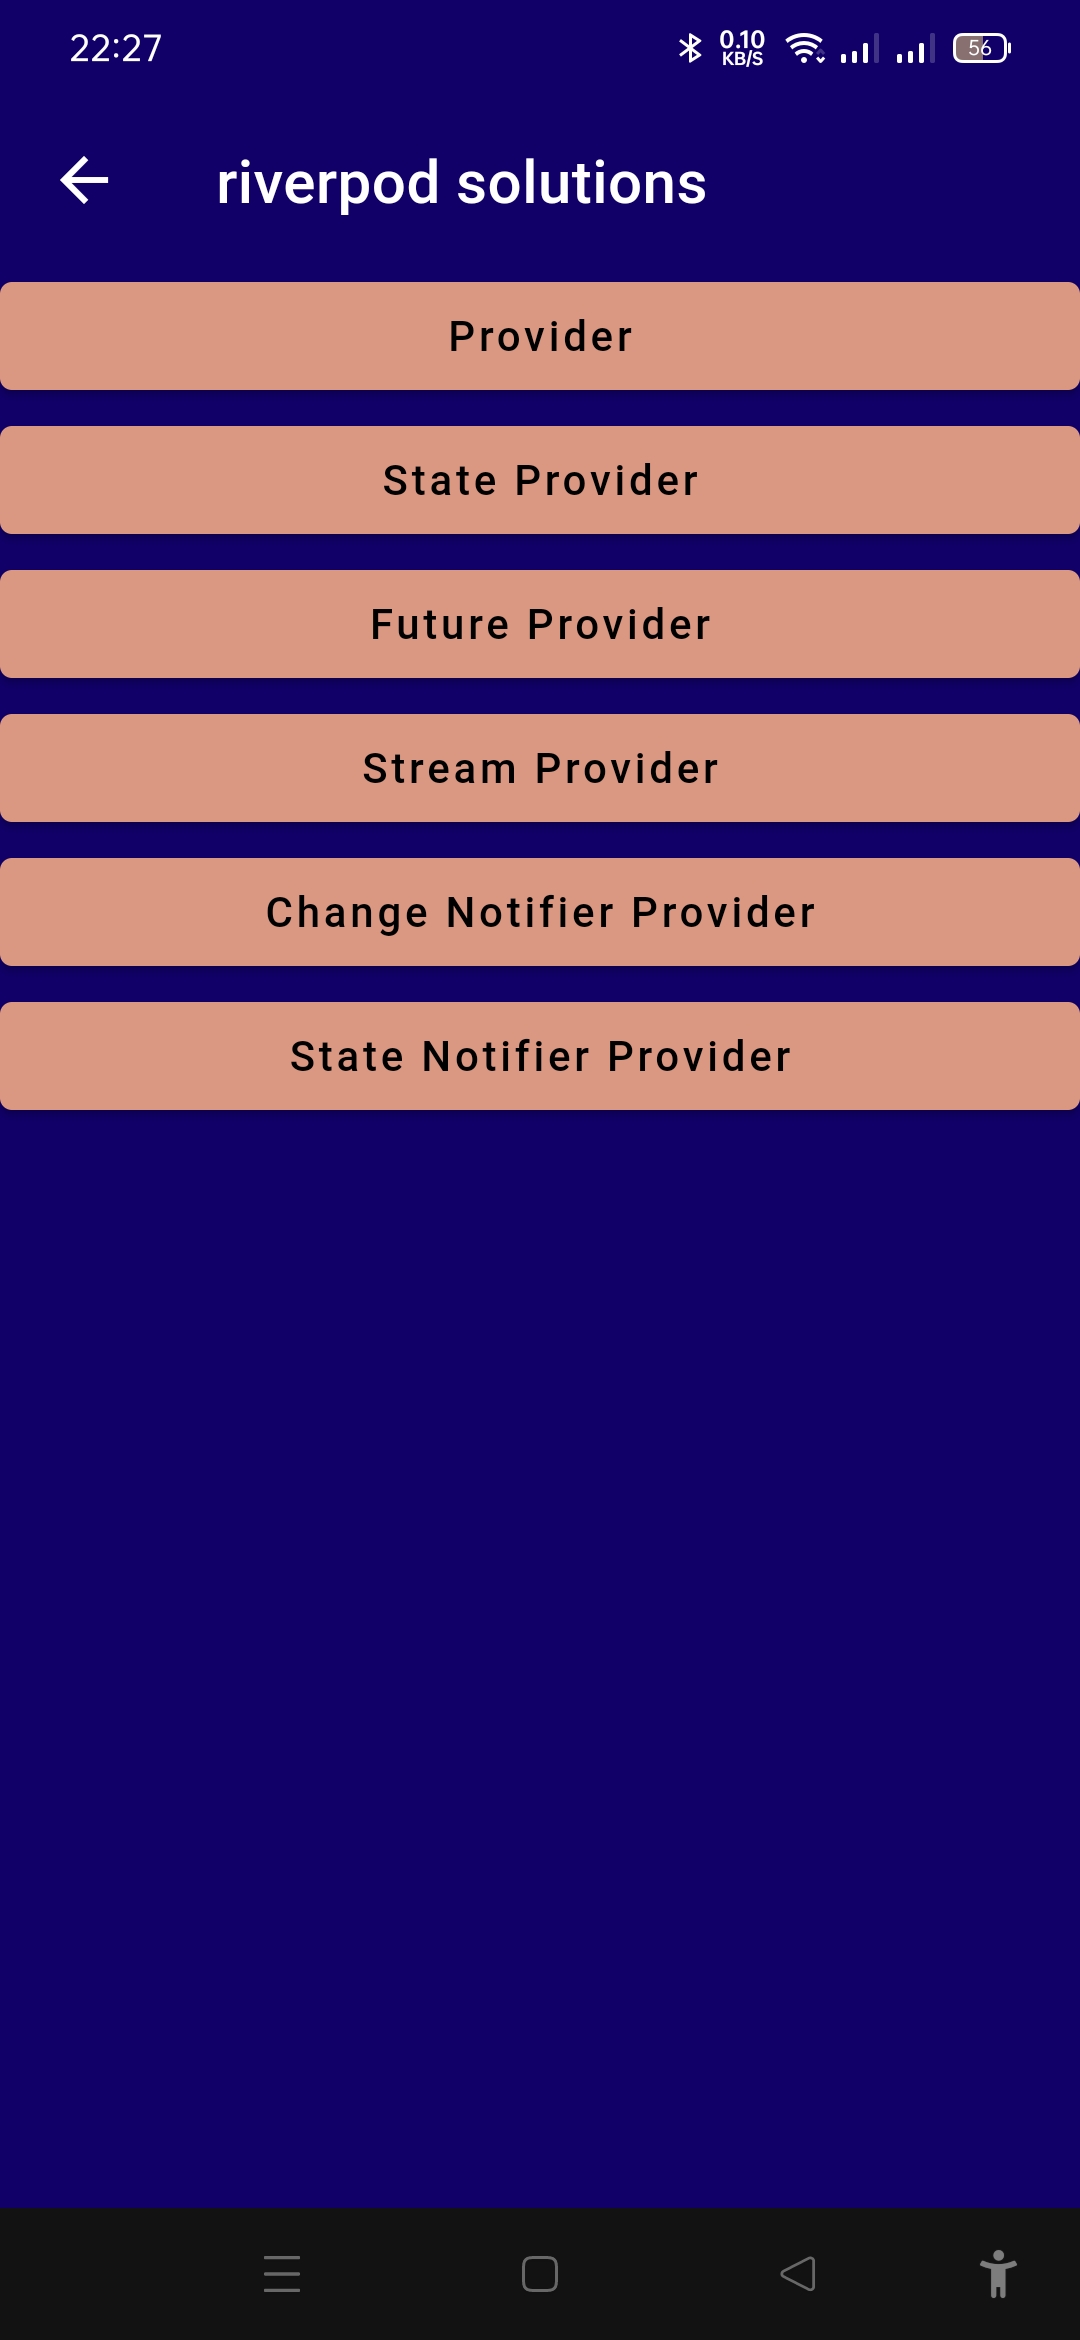 22:27
0.10
KB/S
56
riverpod solutions
Provider
State Provider
Future Provider
Stream Provider
Change Notifier Provider
State Notifier Provider